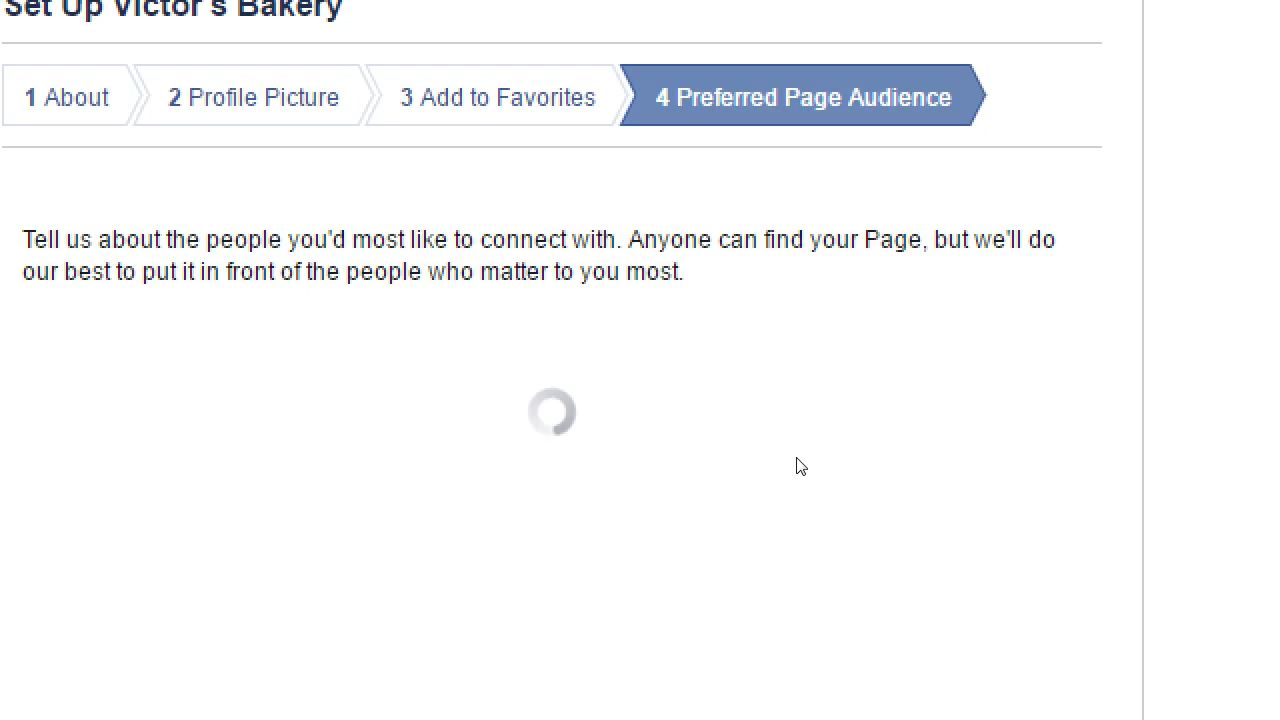 Set Up Victor's Bakery
1 About
2 Profile Picture
3 Add to Favorites
4 Preferred Page Audience
Tell us about the people you'd most like to connect with. Anyone can find your Page, but we'll do
our best to put it in front of the people who matter to you most.